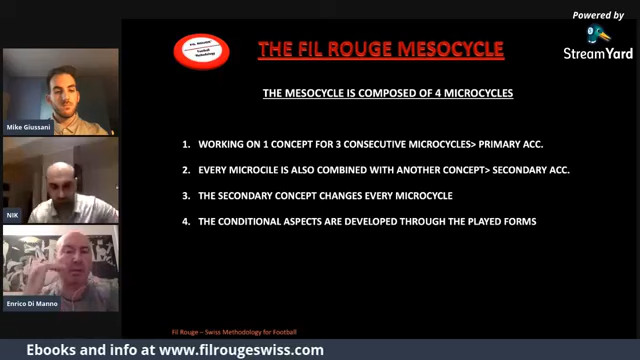 Powered by
StreamYard
THE FIL ROUGE MESOCYCLE
THE MESOCYCLE IS COMPOSED OF 4 MICROCYCLES
1. WORKING ON 1 CONCEPT FOR 3 CONSECUTIVE MICROCYCLES> PRIMARY ACC.
2. EVERY MICROCILE IS ALSO COMBINED WITH ANOTHER CONCEPT> SECONDARY ACC.
3. THE SECONDARY CONCEPT CHANGES EVERY MICROCYCLE
4. THE CONDITIONAL ASPECTS ARE DEVELOPED THROUGH THE PLAYED FORMS
Mike Giussani
NIK
Enrico Di Manno
Fil Rouge – Swiss Methodology for Football
Ebooks and info at www.filrougeswiss.com